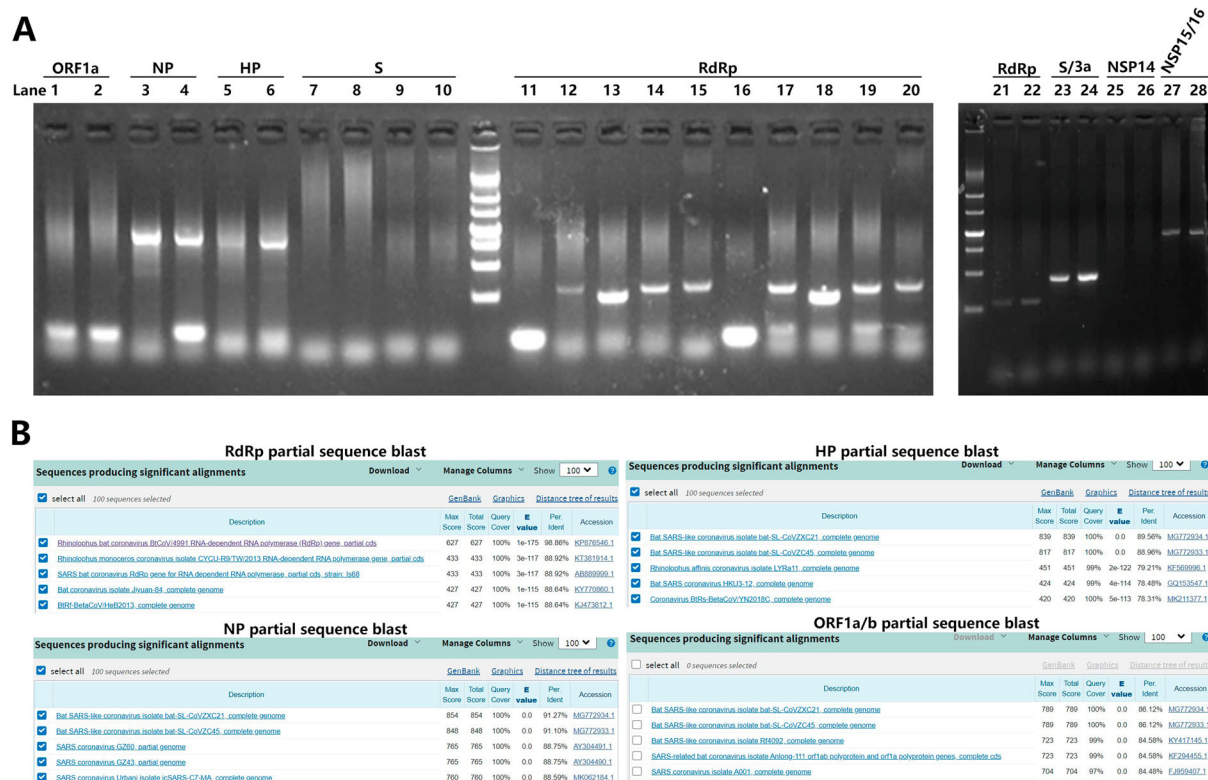 A
ORF1a NP HP S RdRp RdRp S/3a NSP14 NSP15/16
Lane 1 2 3 4 5 6 7 8 9 10 11 12 13 14 15 16 17 18 19 20 21 22 23 24 25 26 27 28
B
RdRp partial sequence blast
Sequences producing significant alignments Download Manage Columns Show 100
select all 100 sequences selected GenBank Graphics Distance tree of results
Description Max Score Total Score Query Cover E value Per. Ident Accession
Rhinolophus bat coronavirus BtCoV/4991 RNA-dependent RNA polymerase (RdRp) gene, partial cds 627 627 100% 1e-175 98.86% KP876546.1
Rhinolophus monoceros coronavirus isolate CYCU-R9/TW/2013 RNA-dependent RNA polymerase gene, partial cds 433 433 100% 3e-117 88.92% KT381914.1
SARS bat coronavirus RdRp gene for RNA dependent RNA polymerase, partial cds, strain: Is68 433 433 100% 3e-117 88.92% AB889999.1
Bat coronavirus isolate Jiyuan-84, complete genome 427 427 100% 1e-115 88.64% KY770860.1
BtRf-BetaCoV/HeB2013, complete genome 427 427 100% 1e-115 88.64% KJ473812.1
HP partial sequence blast
Sequences producing significant alignments Download Manage Columns Show 100
select all 100 sequences selected GenBank Graphics Distance tree of results
Description Max Score Total Score Query Cover E value Per. Ident Accession
Bat SARS-like coronavirus isolate bat-SL-CoVZXC21, complete genome 839 839 100% 0.0 89.56% MG772934.1
Bat SARS-like coronavirus isolate bat-SL-CoVZC45, complete genome 817 817 100% 0.0 88.96% MG772933.1
Rhinolophus affinis coronavirus isolate LYRa11, complete genome 451 451 99% 2e-122 79.21% KF569996.1
Bat SARS coronavirus HKU3-12, complete genome 424 424 99% 4e-114 78.48% GQ153547.1
Coronavirus BtRs-BetaCoV/YN2018C, complete genome 420 420 100% 5e-113 78.31% MK211377.1
NP partial sequence blast
Sequences producing significant alignments Download Manage Columns Show 100
select all 100 sequences selected GenBank Graphics Distance tree of results
Description Max Score Total Score Query Cover E value Per. Ident Accession
Bat SARS-like coronavirus isolate bat-SL-CoVZXC21, complete genome 854 854 100% 0.0 91.27% MG772934.1
Bat SARS-like coronavirus isolate bat-SL-CoVZC45, complete genome 848 848 100% 0.0 91.10% MG772933.1
SARS coronavirus GZ60, partial genome 765 765 100% 0.0 88.75% AY304491.1
SARS coronavirus GZ43, partial genome 765 765 100% 0.0 88.75% AY304490.1
SARS coronavirus Urbani isolate icSARS-C7-MA, complete genome 760 760 100% 0.0 88.59% MK062184.1
ORF1a/b partial sequence blast
Sequences producing significant alignments Download Manage Columns Show 100
select all 0 sequences selected GenBank Graphics Distance tree of results
Description Max Score Total Score Query Cover E value Per. Ident Accession
Bat SARS-like coronavirus isolate bat-SL-CoVZXC21, complete genome 789 789 100% 0.0 86.12% MG772934.1
Bat SARS-like coronavirus isolate bat-SL-CoVZC45, complete genome 789 789 100% 0.0 86.12% MG772933.1
Bat SARS-like coronavirus isolate Rf4092, complete genome 723 723 99% 0.0 84.58% KY417145.1
SARS-related bat coronavirus isolate Anlong-111 orf1ab polyprotein and orf1a polyprotein genes, complete cds 723 723 99% 0.0 84.58% KF294455.1
SARS coronavirus isolate A001, complete genome 704 704 97% 0.0 84.48% FJ959407.1